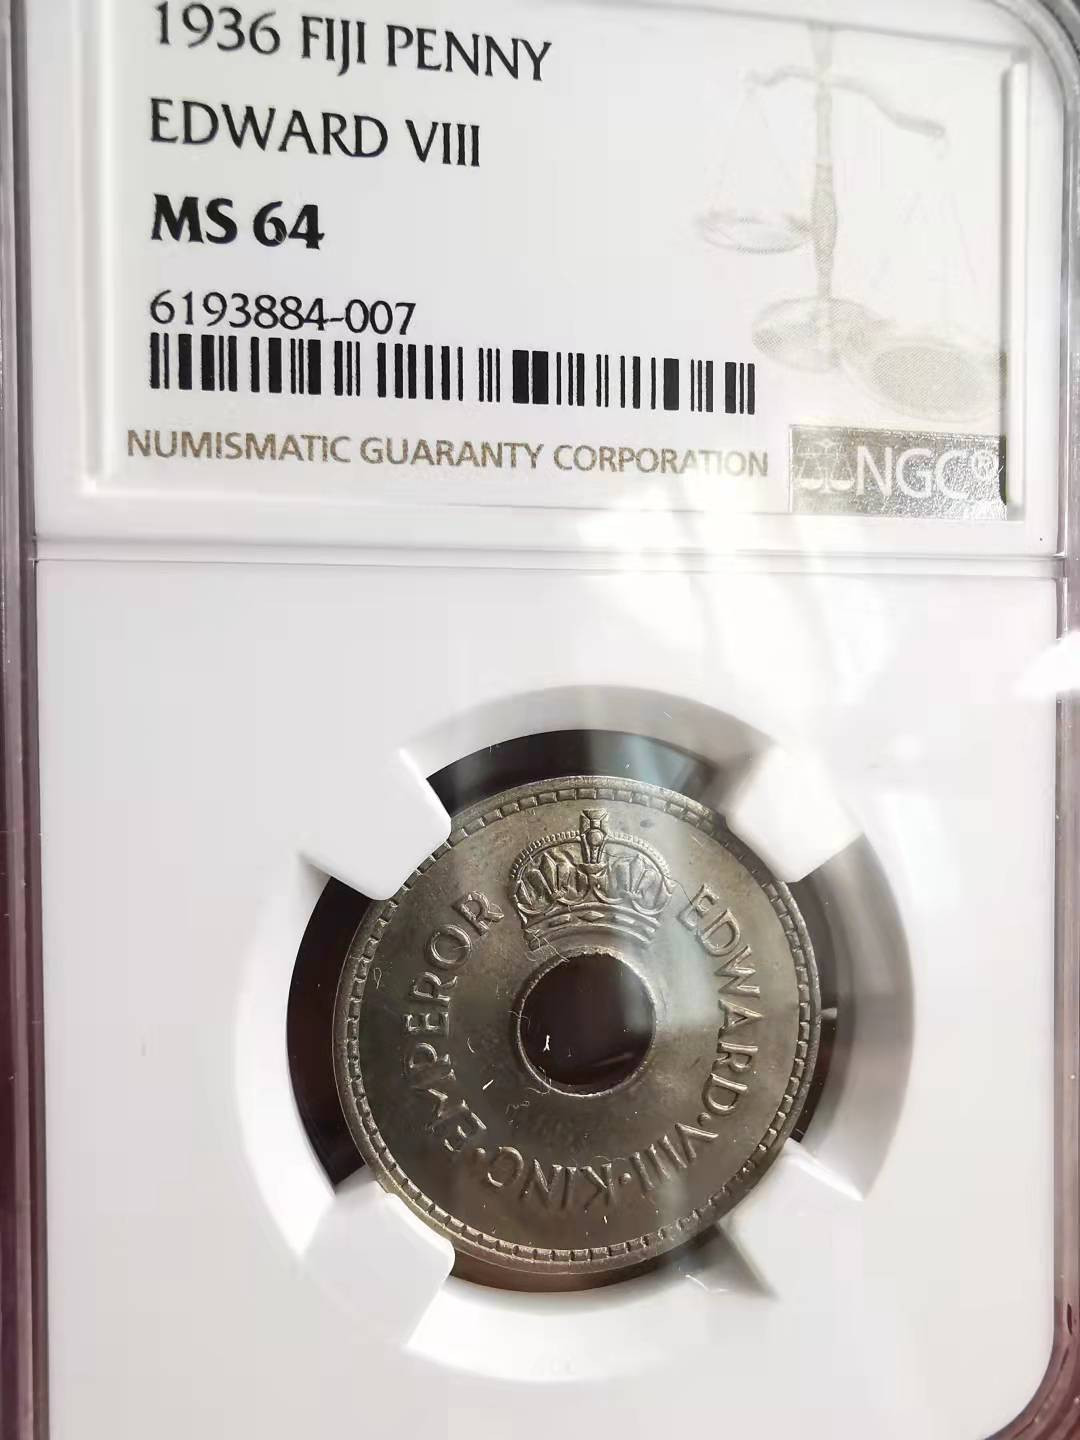 1936 FIJI PENNY
EDWARD VIII
MS 64
6193884-007
NUMISMATIC GUARANTY CORPORATION
NGC®
EDWARD·VIII·KING·EMPEROR